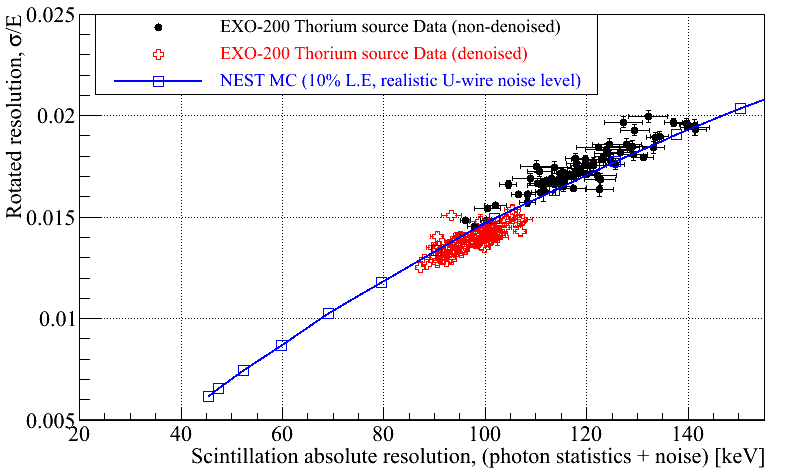 EXO-200 Thorium source Data (non-denoised)
EXO-200 Thorium source Data (denoised)
NEST MC (10% L.E, realistic U-wire noise level)
Rotated resolution, σ/E
0.025
0.02
0.015
0.01
0.005
20 40 60 80 100 120 140
Scintillation absolute resolution, (photon statistics + noise) [keV]